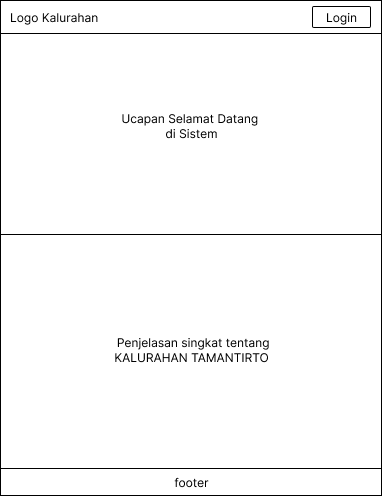 Logo Kalurahan
Login
Ucapan Selamat Datang
di Sistem
Penjelasan singkat tentang
KALURAHAN TAMANTIRTO
footer